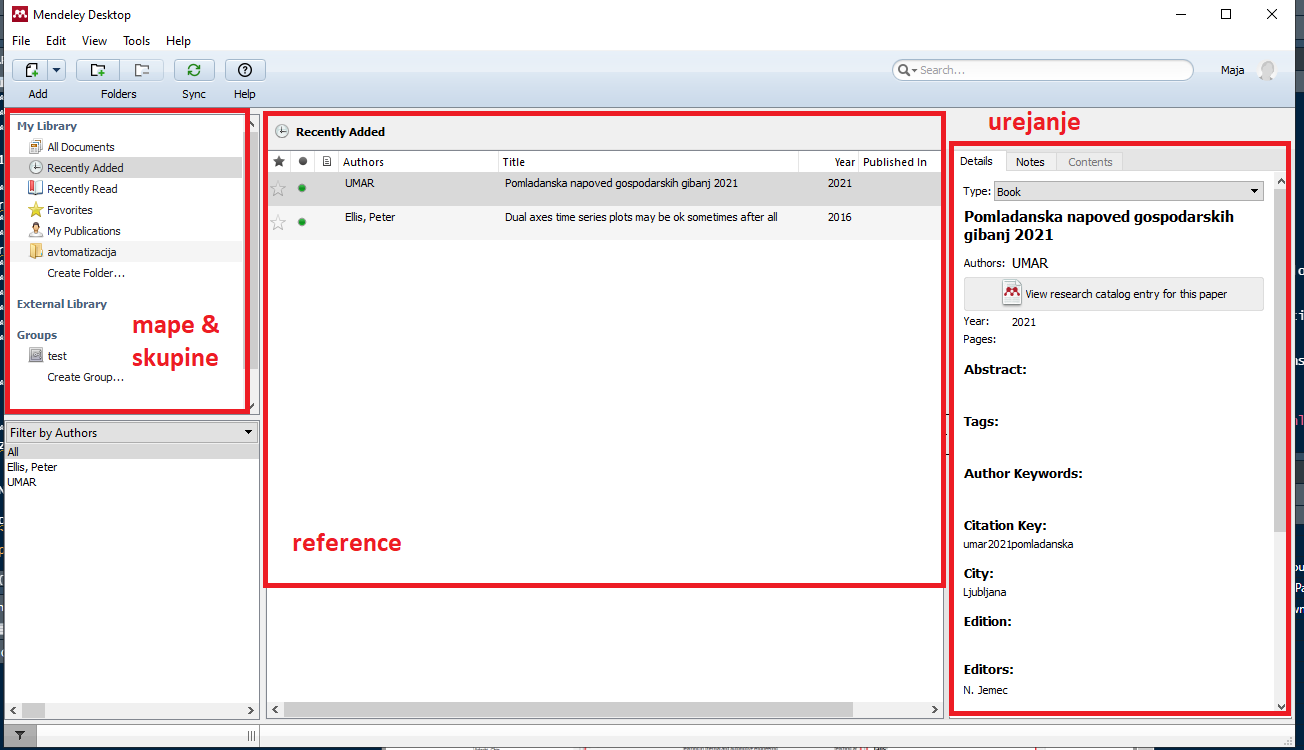 Mendeley Desktop
File Edit View Tools Help
Search...
Maja
Add Folders Sync Help
My Library
All Documents
Recently Added
Recently Read
Favorites
My Publications
avtomatizacija
Create Folder...
External Library
Groups
test
Create Group...
mape &
skupine
Filter by Authors
All
Ellis, Peter
UMAR
Recently Added
Authors Title Year Published In
UMAR Pomladanska napoved gospodarskih gibanj 2021 2021
Ellis, Peter Dual axes time series plots may be ok sometimes after all 2016
reference
urejanje
Details Notes Contents
Type: Book
Pomladanska napoved gospodarskih
gibanj 2021
Authors: UMAR
View research catalog entry for this paper
Year: 2021
Pages:
Abstract:
Tags:
Author Keywords:
Citation Key:
umar2021pomladanska
City:
Ljubljana
Edition:
Editors:
N. Jemec